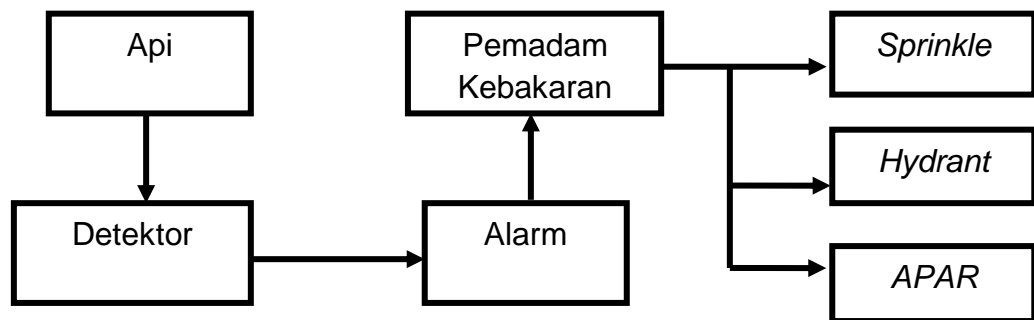 Api
Detektor
Alarm
Pemadam
Kebakaran
Sprinkle
Hydrant
APAR